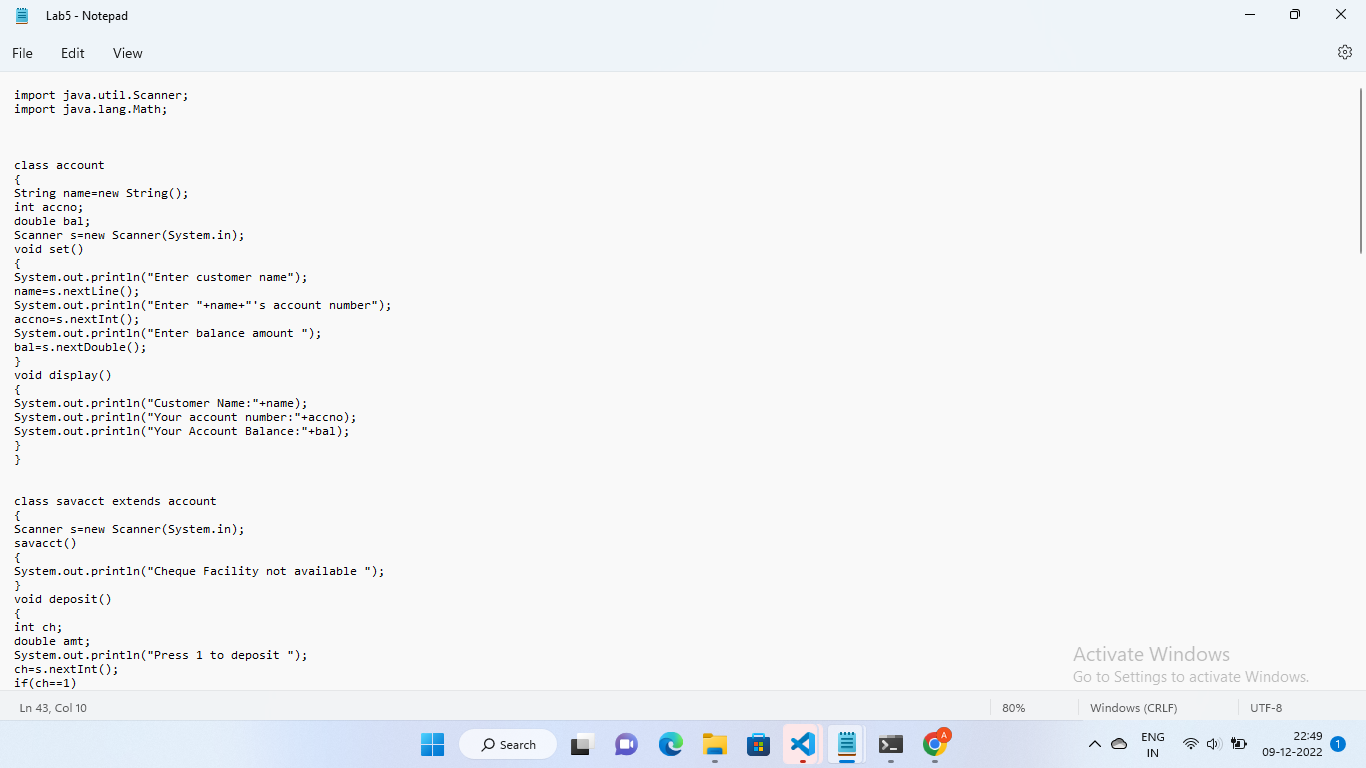 Lab5 - Notepad
File Edit View
import java.util.Scanner;
import java.lang.Math;
class account
{
String name=new String();
int accno;
double bal;
Scanner s=new Scanner(System.in);
void set()
{
System.out.println("Enter customer name");
name=s.nextLine();
System.out.println("Enter "+name+"'s account number");
accno=s.nextInt();
System.out.println("Enter balance amount ");
bal=s.nextDouble();
}
void display()
{
System.out.println("Customer Name:"+name);
System.out.println("Your account number:"+accno);
System.out.println("Your Account Balance:"+bal);
}
}
class savacct extends account
{
Scanner s=new Scanner(System.in);
savacct()
{
System.out.println("Cheque Facility not available ");
}
void deposit()
{
int ch;
double amt;
System.out.println("Press 1 to deposit ");
ch=s.nextInt();
if(ch==1)
Activate Windows
Go to Settings to activate Windows.
Ln 43, Col 10 80% Windows (CRLF) UTF-8
Search
A
ENG
IN
22:49
09-12-2022
1